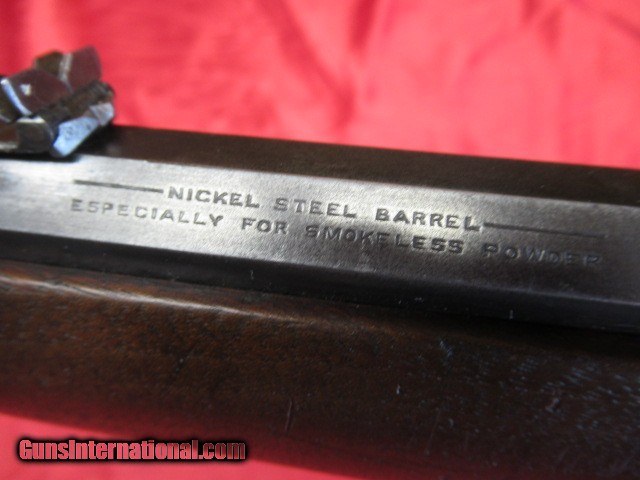 NICKEL STEEL BARREL
ESPECIALLY FOR SMOKELESS POWDER
GunsInternational.com